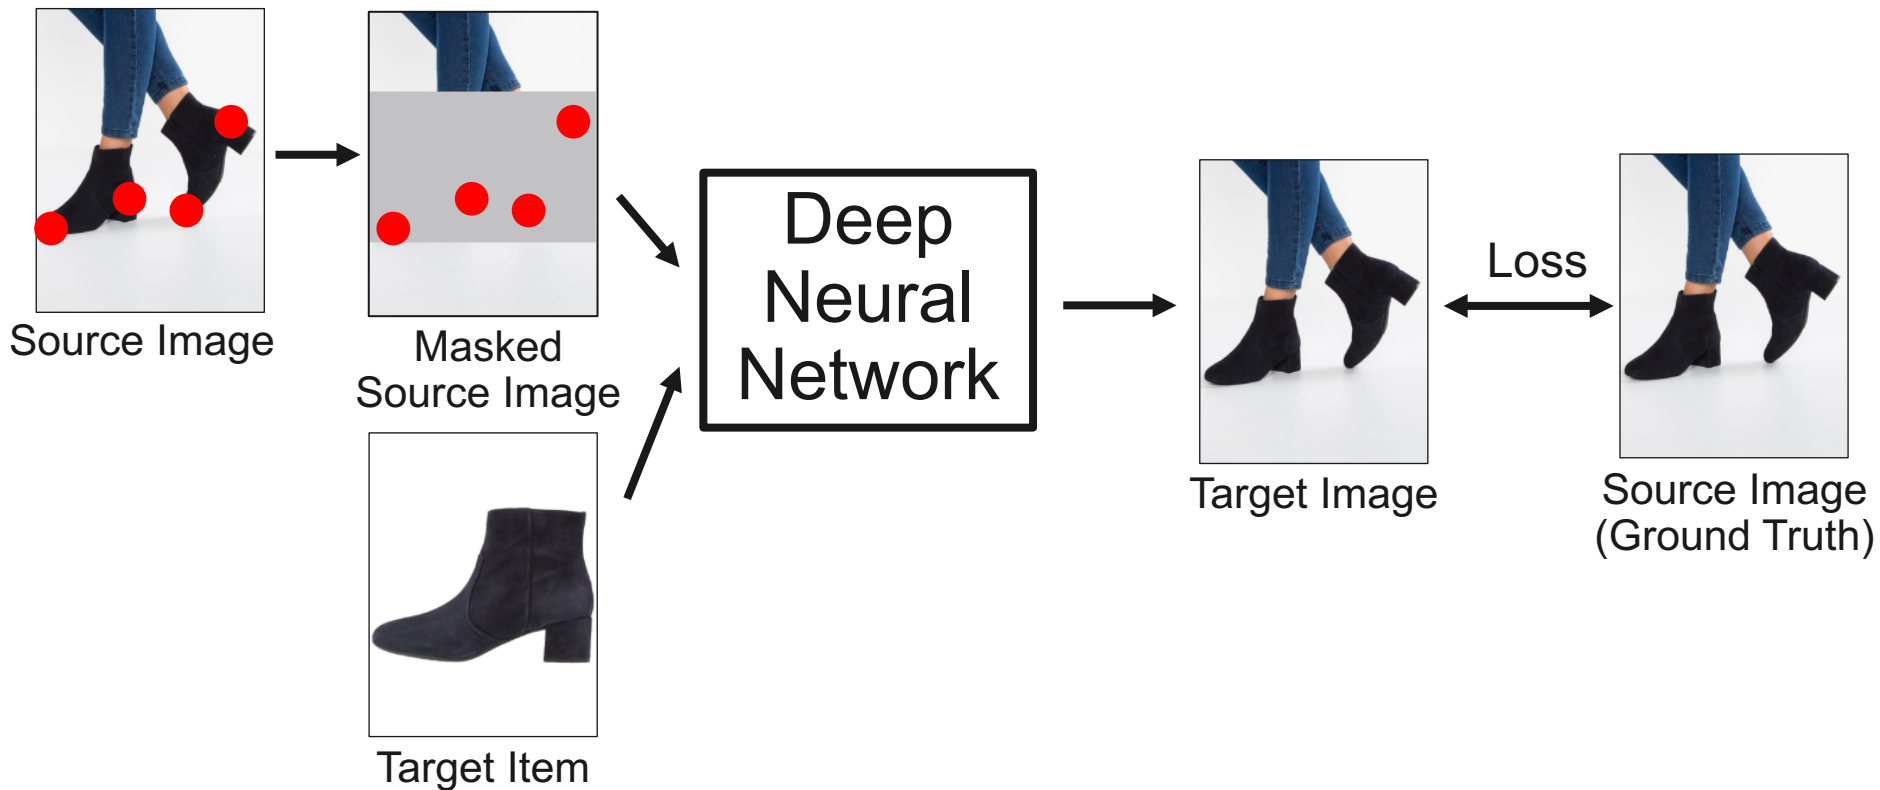 Source Image
Masked
Source Image
Target Item
Deep
Neural
Network
Target Image
Loss
Source Image
(Ground Truth)